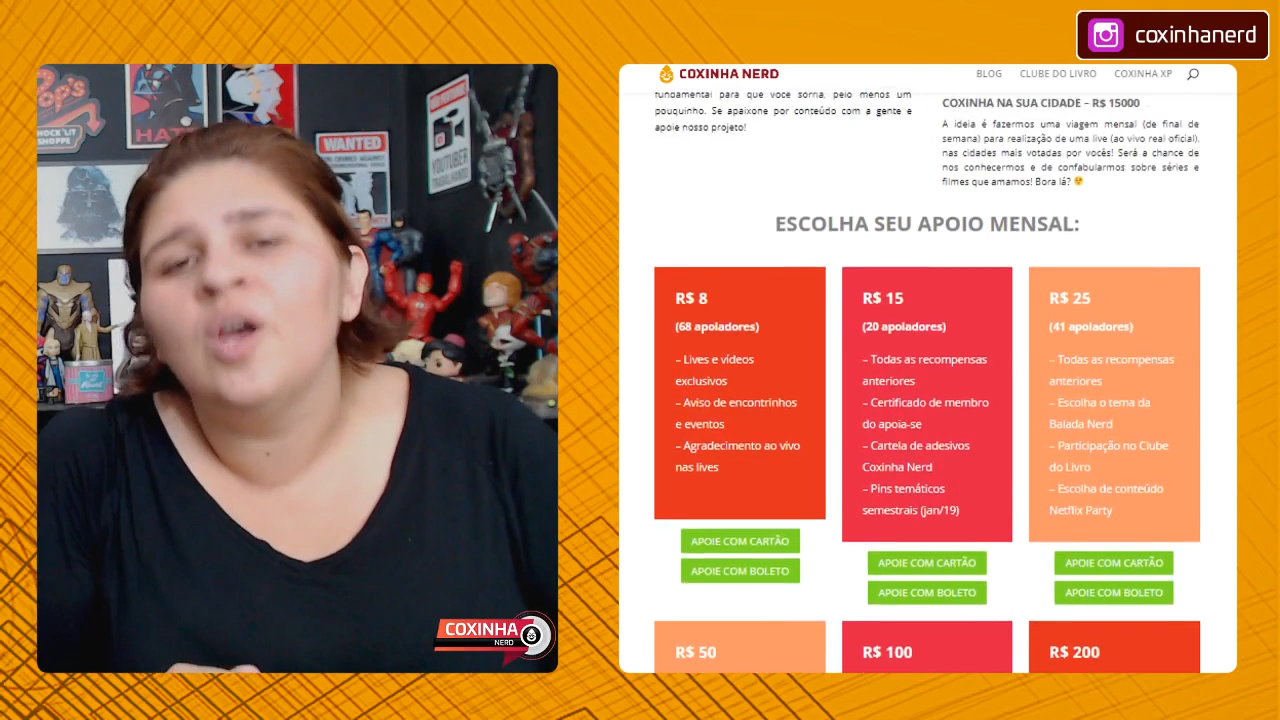 coxinhanerd
Pop's
CHOCK'LIT
SHOPPE
HATE
WANTED
YOUTUBER
COXINHA
NERD
COXINHA NERD
BLOG
CLUBE DO LIVRO
COXINHA XP
fundamental para que você sorria, pelo menos um
pouquinho. Se apaixone por conteúdo com a gente e
apoie nosso projeto!
COXINHA NA SUA CIDADE – R$ 15000
A ideia é fazermos uma viagem mensal (de final de
semana) para realização de uma live (ao vivo real oficial),
nas cidades mais votadas por vocês! Será a chance de
nos conhecermos e de confabularmos sobre séries e
filmes que amamos! Bora lá?
ESCOLHA SEU APOIO MENSAL:
R$ 8
(68 apoiadores)
– Lives e vídeos
exclusivos
– Aviso de encontrinhos
e eventos
– Agradecimento ao vivo
nas lives
APOIE COM CARTÃO
APOIE COM BOLETO
R$ 15
(20 apoiadores)
– Todas as recompensas
anteriores
– Certificado de membro
do apoia-se
– Cartela de adesivos
Coxinha Nerd
– Pins temáticos
semestrais (jan/19)
APOIE COM CARTÃO
APOIE COM BOLETO
R$ 25
(41 apoiadores)
– Todas as recompensas
anteriores
– Escolha o tema da
Balada Nerd
– Participação no Clube
do Livro
– Escolha de conteúdo
Netflix Party
APOIE COM CARTÃO
APOIE COM BOLETO
R$ 50
R$ 100
R$ 200